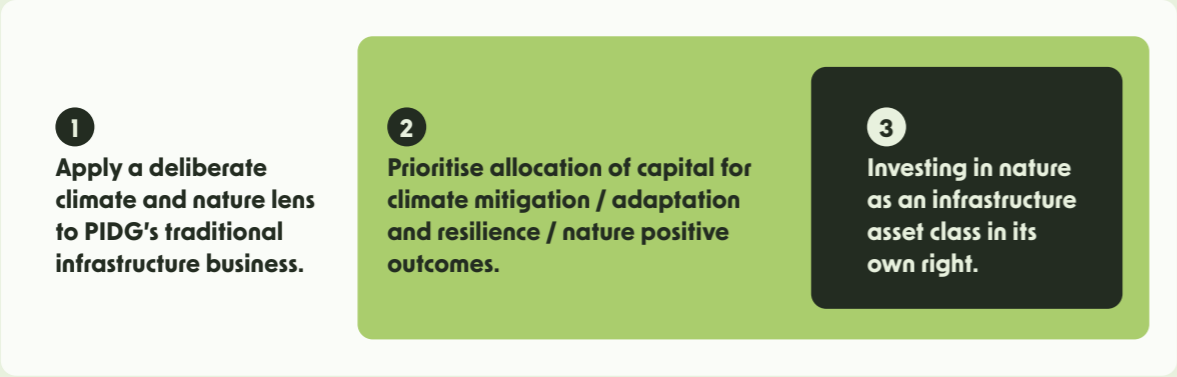 1
Apply a deliberate
climate and nature lens
to PIDG's traditional
infrastructure business.
2
Prioritise allocation of capital for
climate mitigation / adaptation
and resilience / nature positive
outcomes.
3
Investing in nature
as an infrastructure
asset class in its
own right.